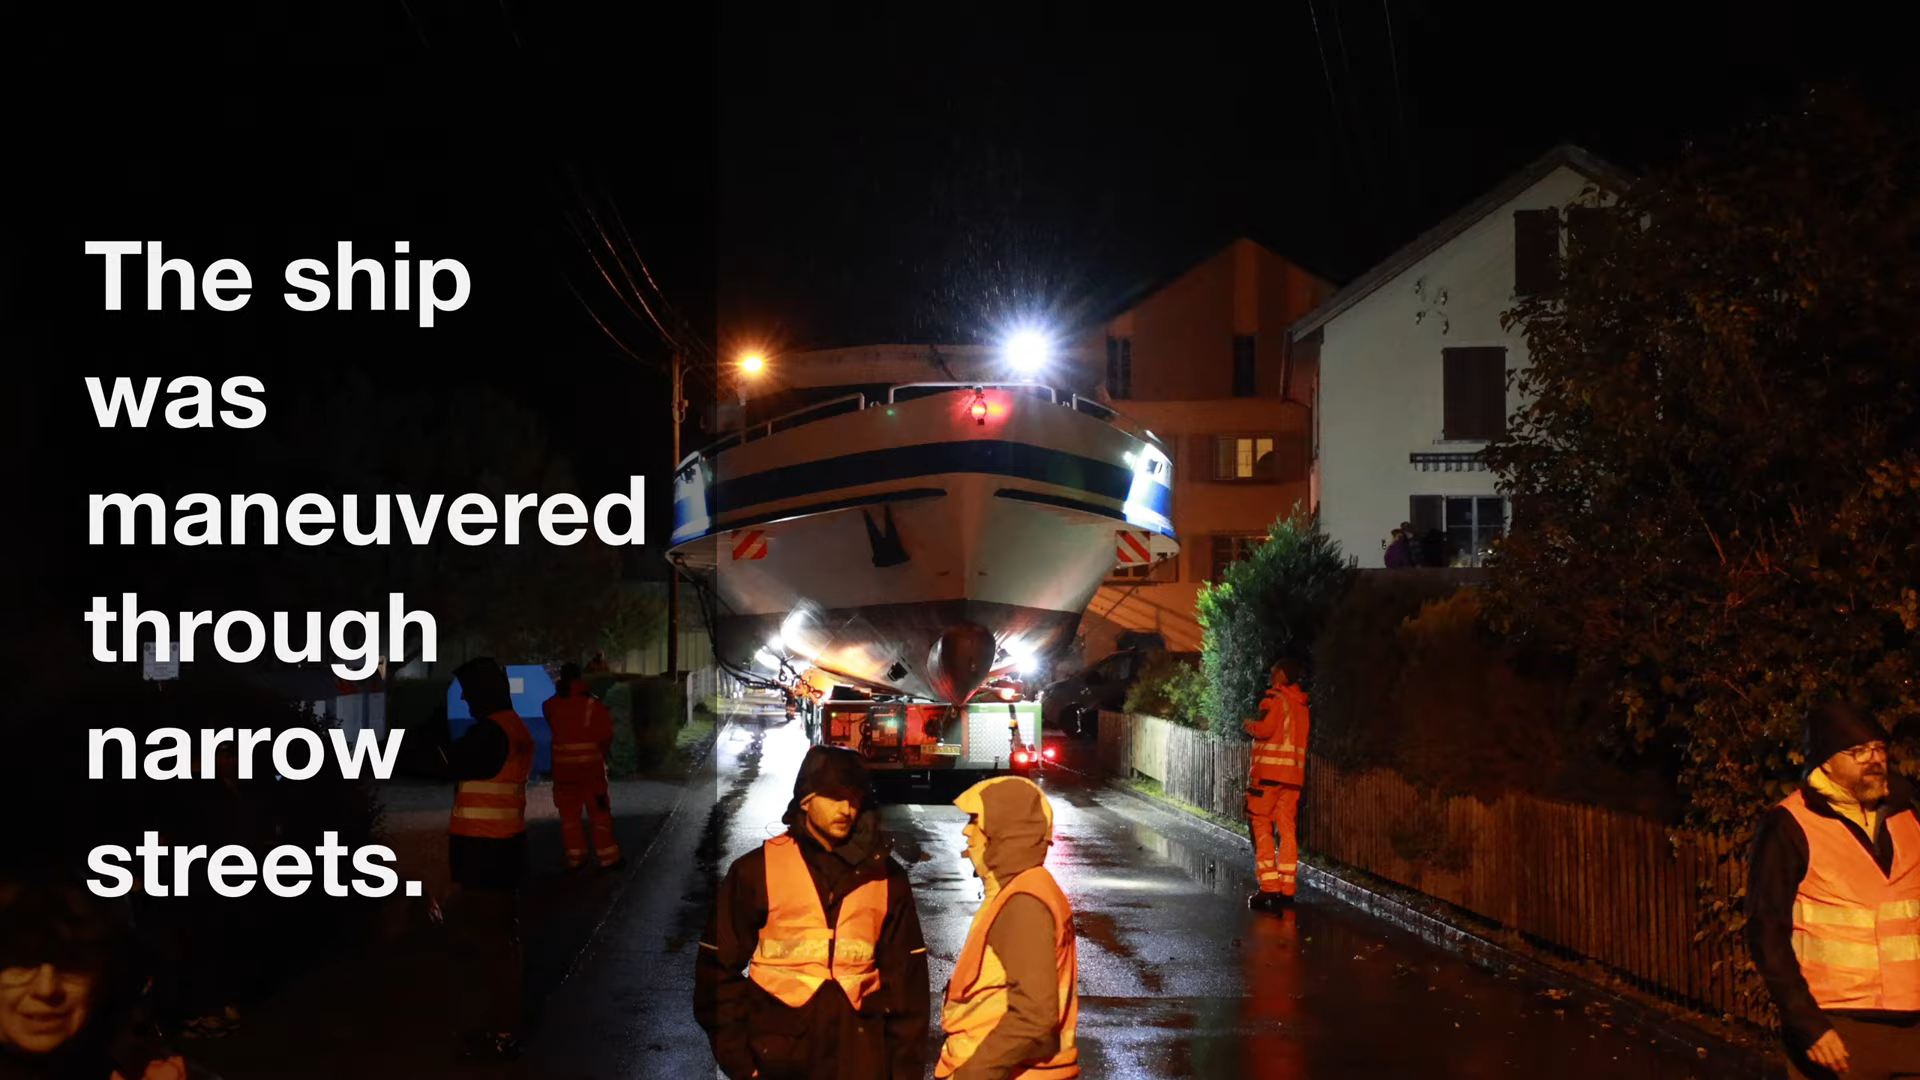 The ship
was
maneuvered
through
narrow
streets.